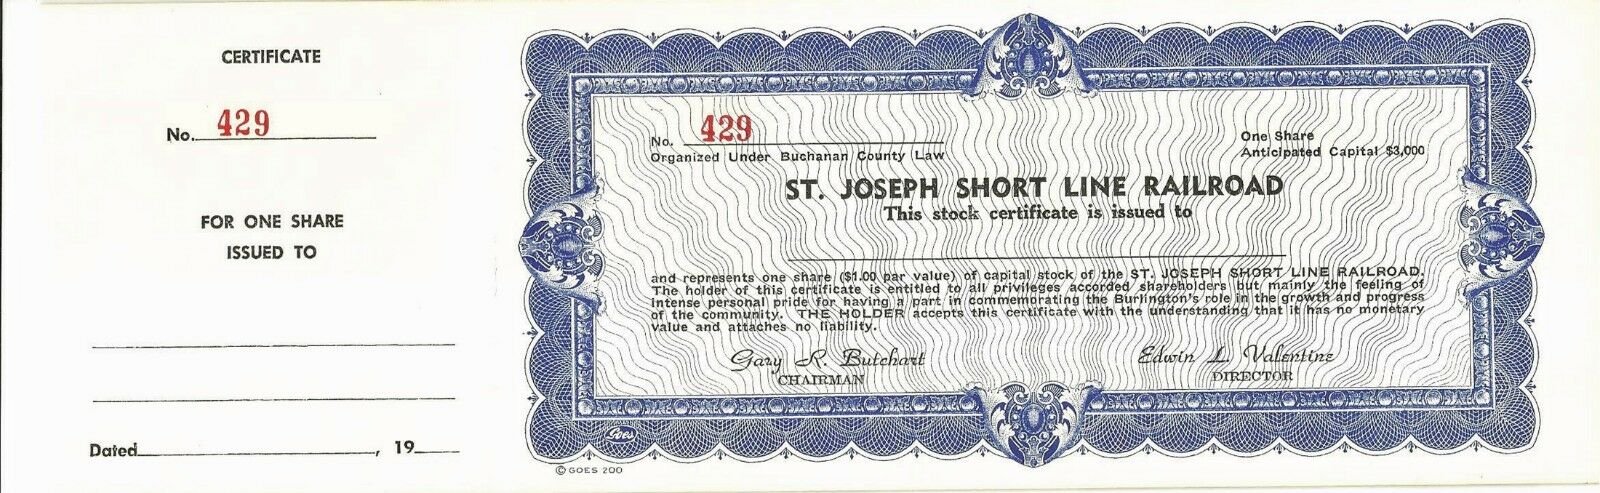 CERTIFICATE
No. 429
FOR ONE SHARE
ISSUED TO
Dated , 19
No. 429
Organized Under Buchanan County Law
One Share
Anticipated Capital $3,000
ST. JOSEPH SHORT LINE RAILROAD
This stock certificate is issued to
and represents one share ($1.00 par value) of capital stock of the ST. JOSEPH SHORT LINE RAILROAD.
The holder of this certificate is entitled to all privileges accorded shareholders but mainly the feeling of
intense personal pride for having a part in commemorating the Burlington's role in the growth and progress
of the community. THE HOLDER accepts this certificate with the understanding that it has no monetary
value and attaches no liability.
Gary R. Butchart
CHAIRMAN
Edwin L. Valentine
DIRECTOR
Goes
© GOES 200